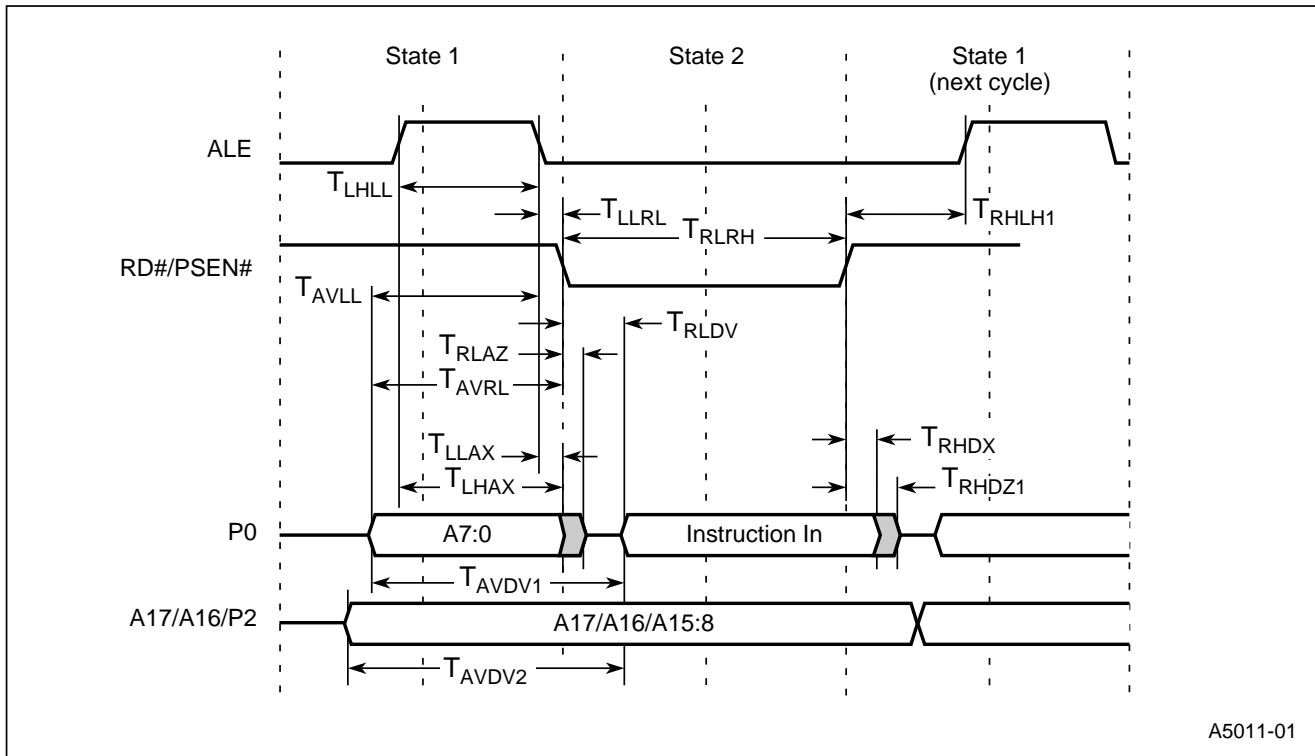 State 1
State 2
State 1
(next cycle)
ALE
TLHLL
TLLRL
TRLRH
TRHLH1
RD#/PSEN#
TAVLL
TRLDV
TRLAZ
TAVRL
TLLAX
TRHDX
TLHAX
TRHDZ1
P0
A7:0
Instruction In
TAVDV1
A17/A16/P2
A17/A16/A15:8
TAVDV2
A5011-01